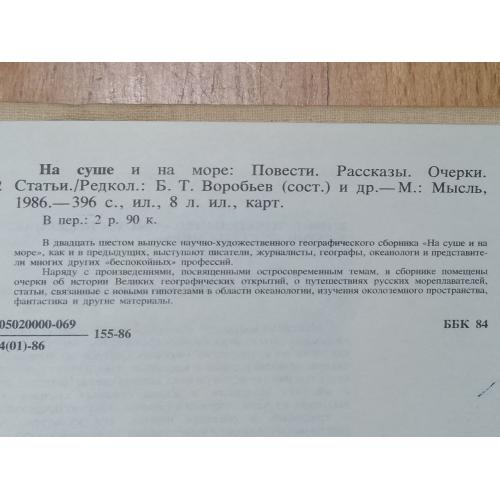 На суше и на море: Повести. Рассказы. Очерки.
2 Статьи./Редкол.: Б. Т. Воробьев (сост.) и др.—М.: Мысль,
1986.—396 с., ил., 8 л. ил., карт.
В пер.: 2 р. 90 к.
В двадцать шестом выпуске научно-художественного географического сборника «На суше и на
море», как и в предыдущих, выступают писатели, журналисты, географы, океанологи и представите-
ли многих других «беспокойных» профессий.
Наряду с произведениями, посвященными остросовременным темам, в сборнике помещены
очерки об истории Великих географических открытий, о путешествиях русских мореплавателей,
статьи, связанные с новыми гипотезами в области океанологии, изучения околоземного пространства,
фантастика и другие материалы.
05020000-069
155-86
ББК 84
4(01)-86